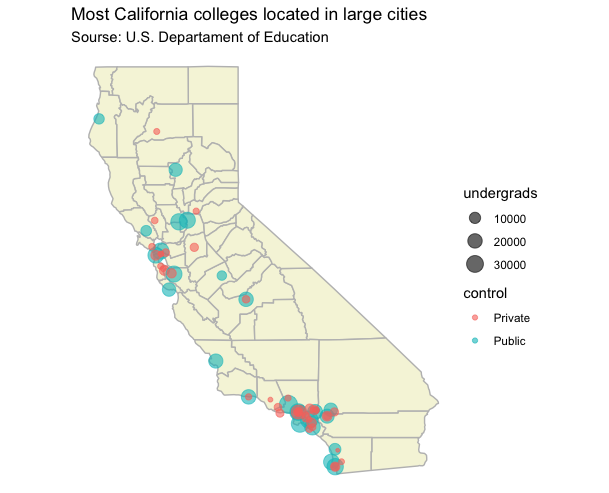 Most California colleges located in large cities
Sourse: U.S. Departament of Education
undergrads
10000
20000
30000
control
Private
Public